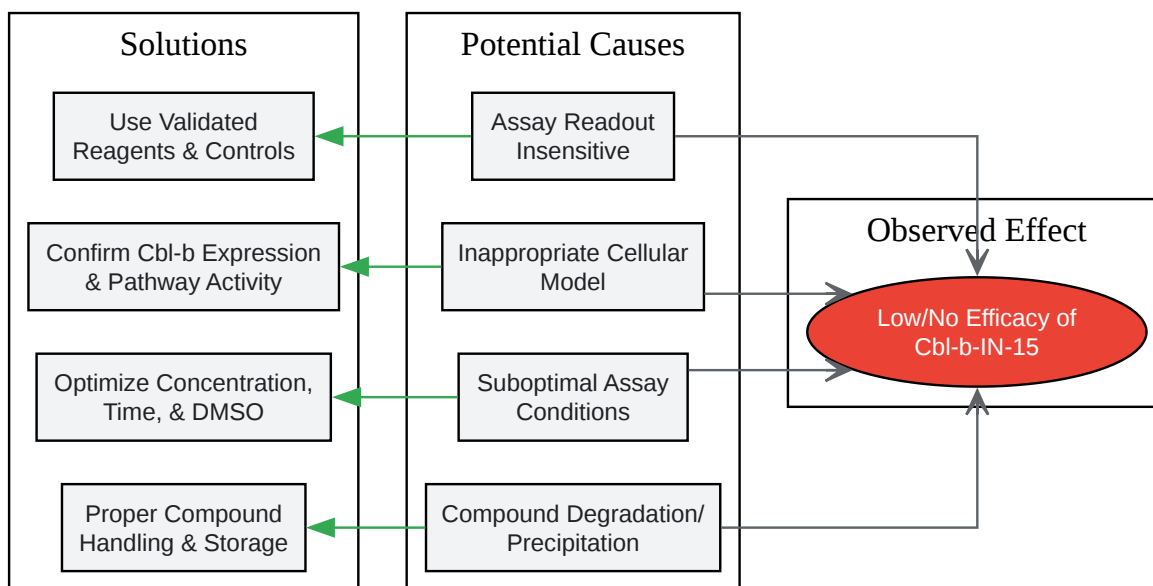 Solutions
Use Validated
Reagents & Controls
Confirm Cbl-b Expression
& Pathway Activity
Optimize Concentration,
Time, & DMSO
Proper Compound
Handling & Storage
Potential Causes
Assay Readout
Insensitive
Inappropriate Cellular
Model
Suboptimal Assay
Conditions
Compound Degradation/
Precipitation
Observed Effect
Low/No Efficacy of
Cbl-b-IN-15